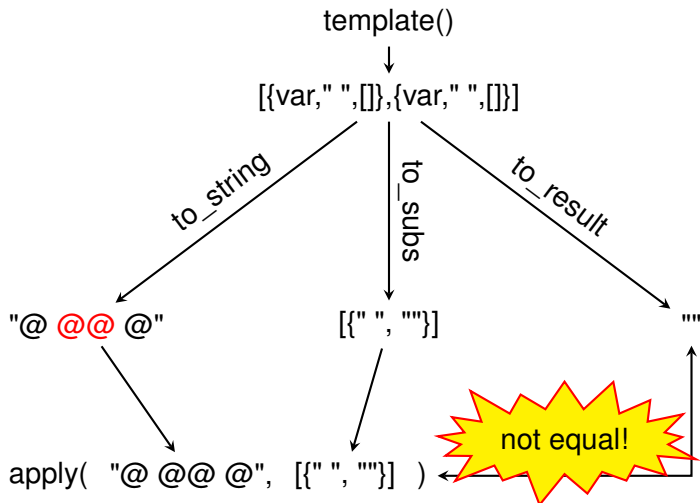 template()
[{var," ",[]},{var," ",[]}]
to_string
to_subs
to_result
"@ @@ @"
[{" ", ""}]
""
not equal!
apply( "@ @@ @", [{" ", ""}] )